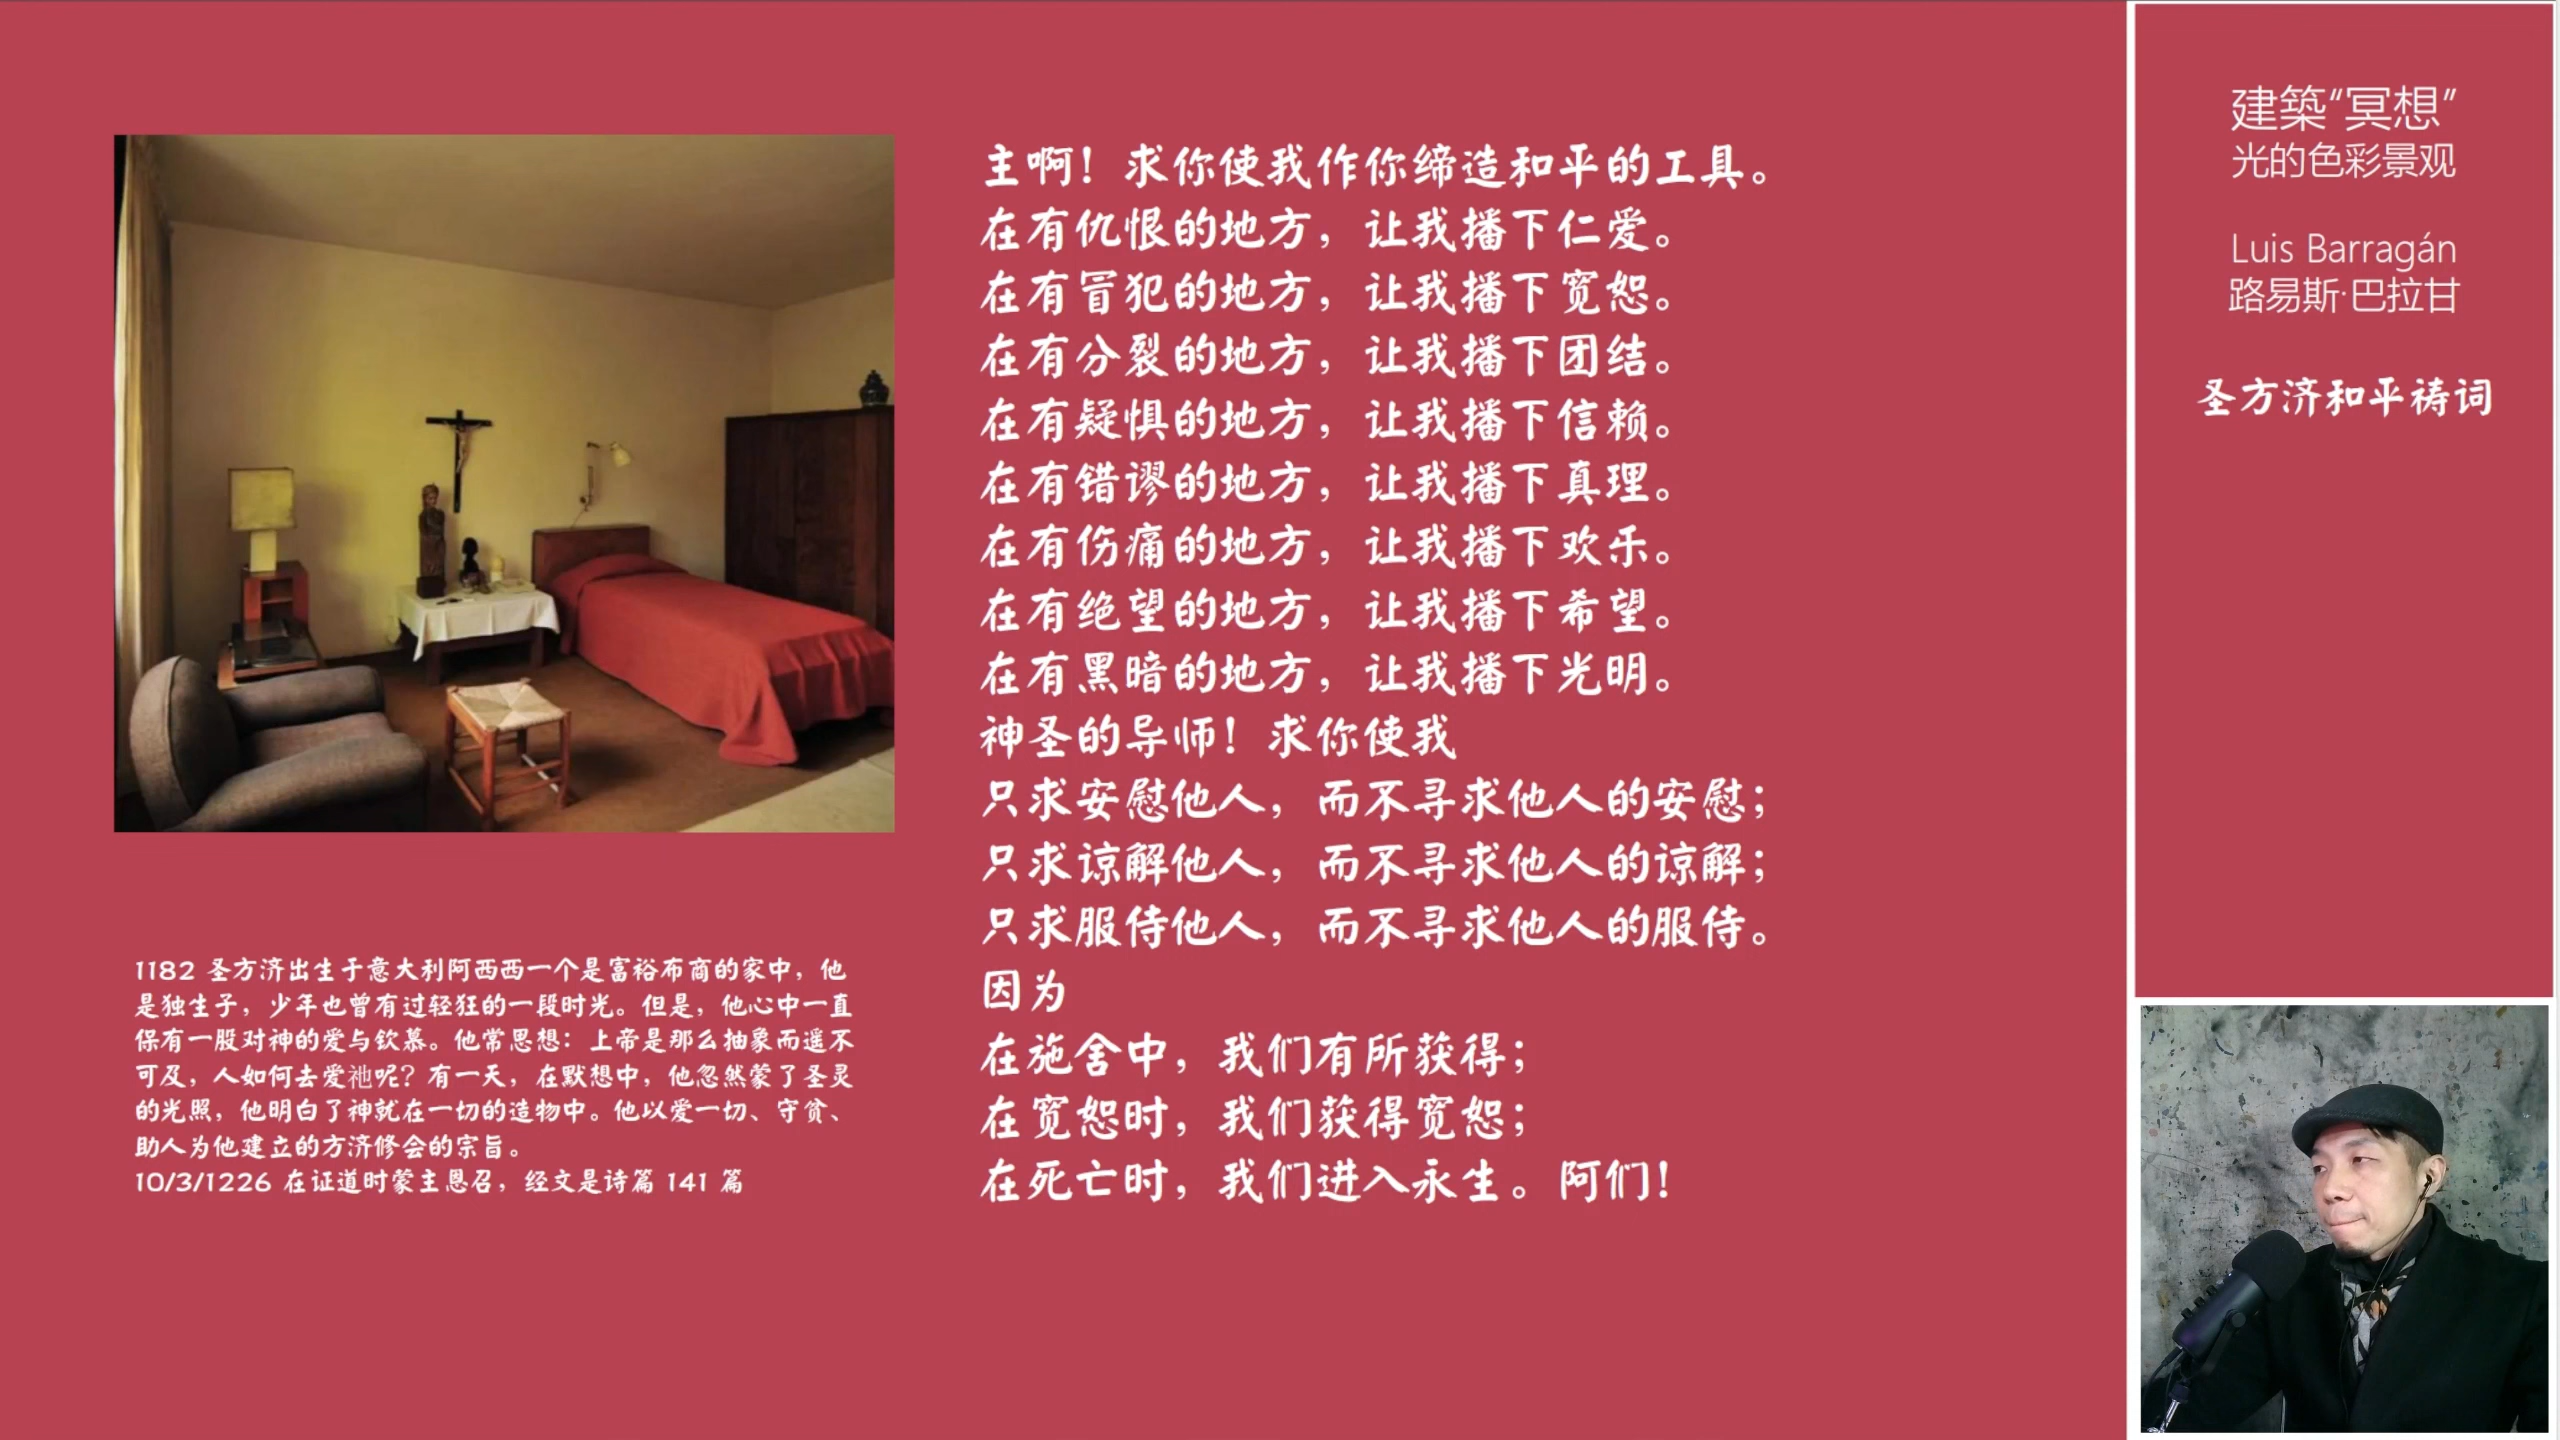 主啊！求你使我作你缔造和平的工具。
在有仇恨的地方，让我播下仁爱。
在有冒犯的地方，让我播下宽恕。
在有分裂的地方，让我播下团结。
在有疑惧的地方，让我播下信赖。
在有错谬的地方，让我播下真理。
在有伤痛的地方，让我播下欢乐。
在有绝望的地方，让我播下希望。
在有黑暗的地方，让我播下光明。
神圣的导师！求你使我
只求安慰他人，而不寻求他人的安慰；
只求谅解他人，而不寻求他人的谅解；
只求服侍他人，而不寻求他人的服侍。
因为
在施舍中，我们有所获得；
在宽恕时，我们获得宽恕；
在死亡时，我们进入永生。阿们！
1182 圣方济出生于意大利阿西西一个是富裕布商的家中，他
是独生子，少年也曾有过轻狂的一段时光。但是，他心中一直
保有一股对神的爱与钦慕。他常思想：上帝是那么抽象而遥不
可及，人如何去爱祂呢？有一天，在默想中，他忽然蒙了圣灵
的光照，他明白了神就在一切的造物中。他以爱一切、守贫、
助人为他建立的方济修会的宗旨。
10/3/1226 在证道时蒙主恩召，经文是诗篇 141 篇
建築“冥想”
光的色彩景观
Luis Barragán
路易斯·巴拉甘
圣方济和平祷词